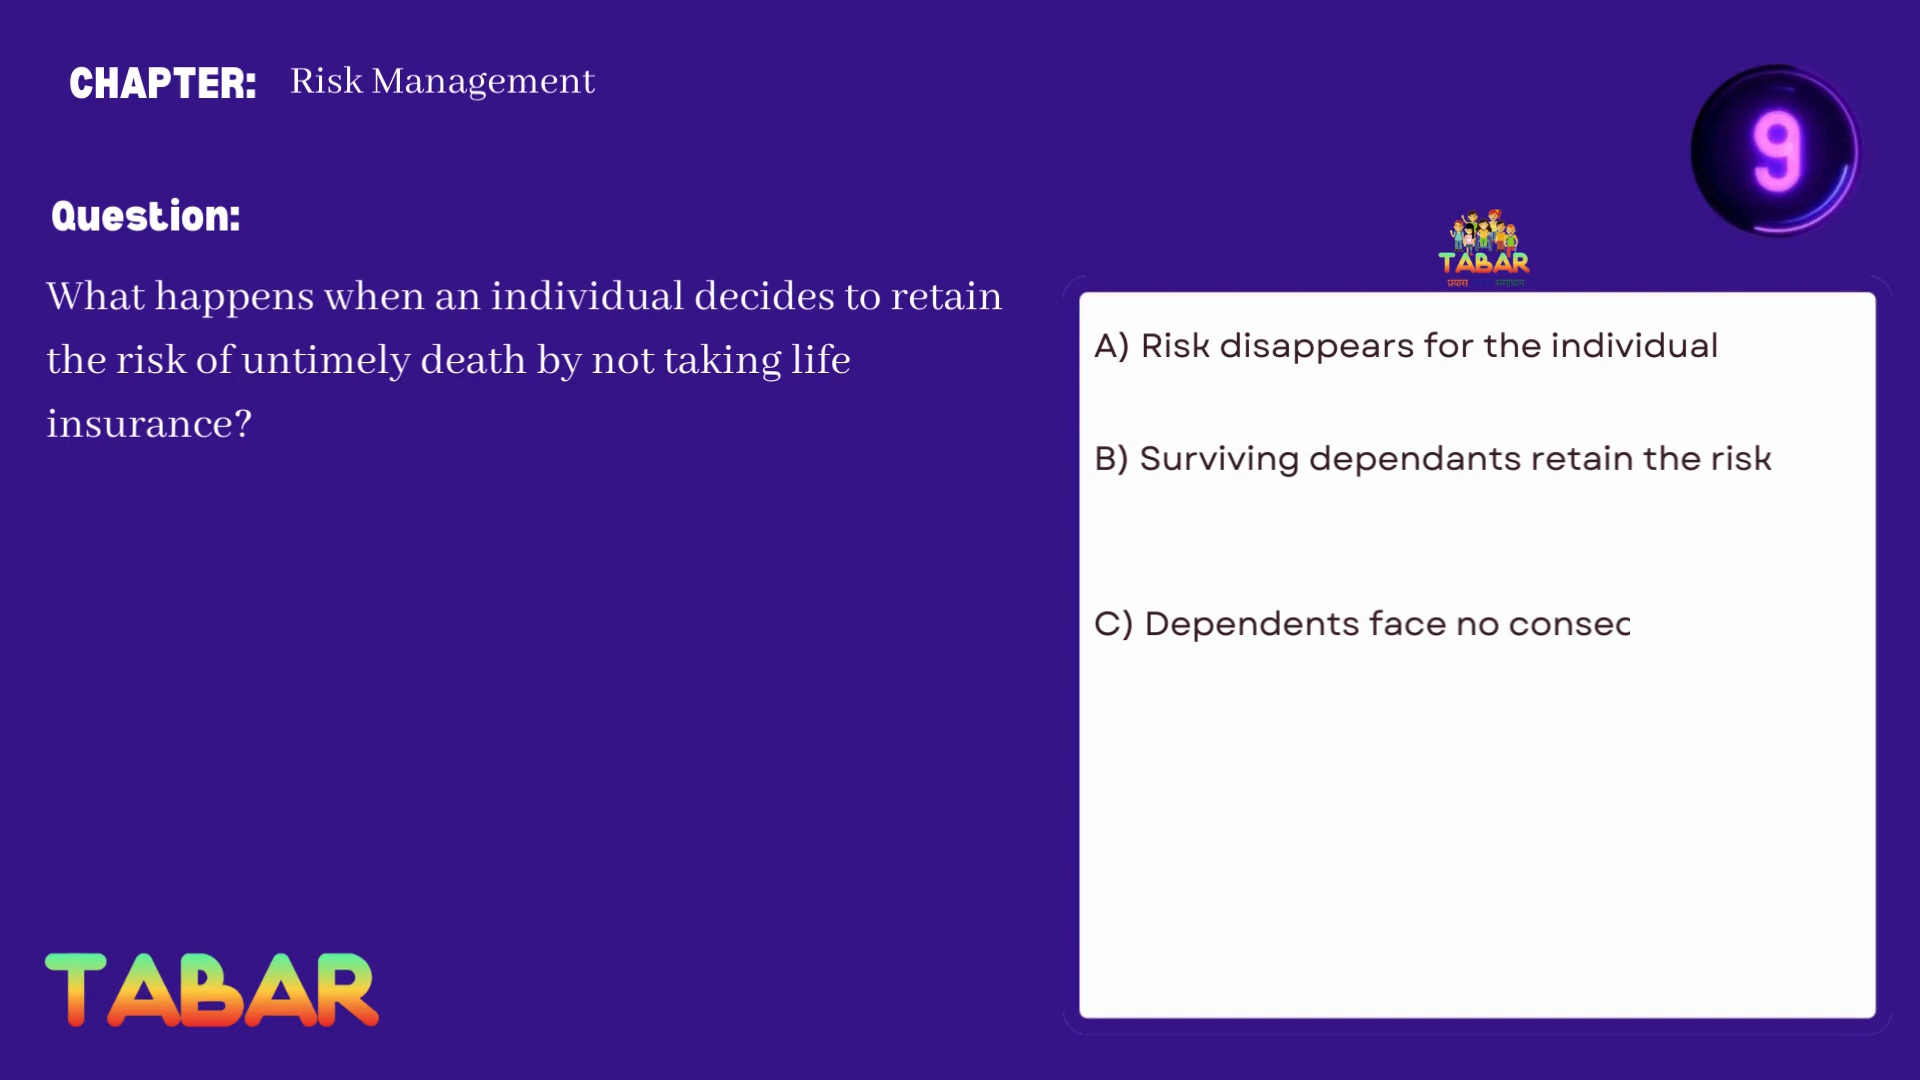 CHAPTER: Risk Management
9
Question:
What happens when an individual decides to retain
the risk of untimely death by not taking life
insurance?
TABAR
प्रयास समाधान
A) Risk disappears for the individual
B) Surviving dependants retain the risk
C) Dependents face no consec
TABAR